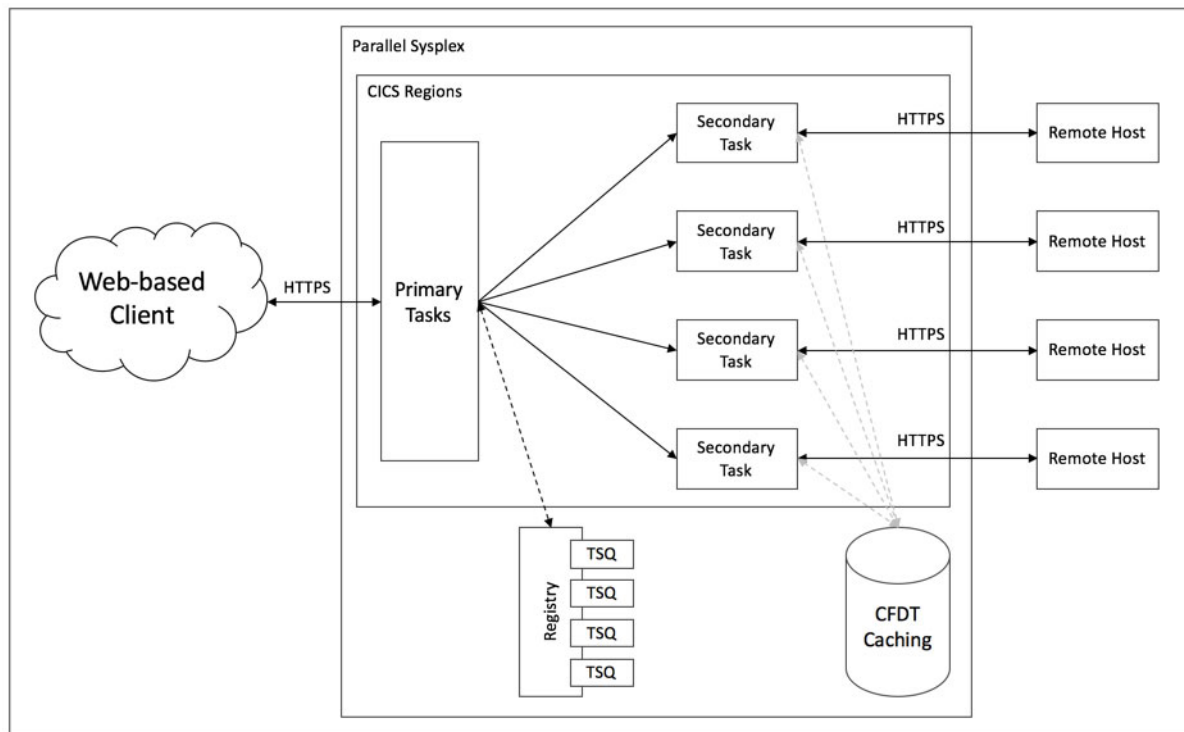 Parallel Sysplex
CICS Regions
Secondary
Task
HTTPS
Remote Host
Secondary
Task
HTTPS
Remote Host
Web-based
Client
HTTPS
Primary
Tasks
Secondary
Task
HTTPS
Remote Host
Secondary
Task
HTTPS
Remote Host
Registry
TSQ
TSQ
TSQ
TSQ
CFDT
Caching